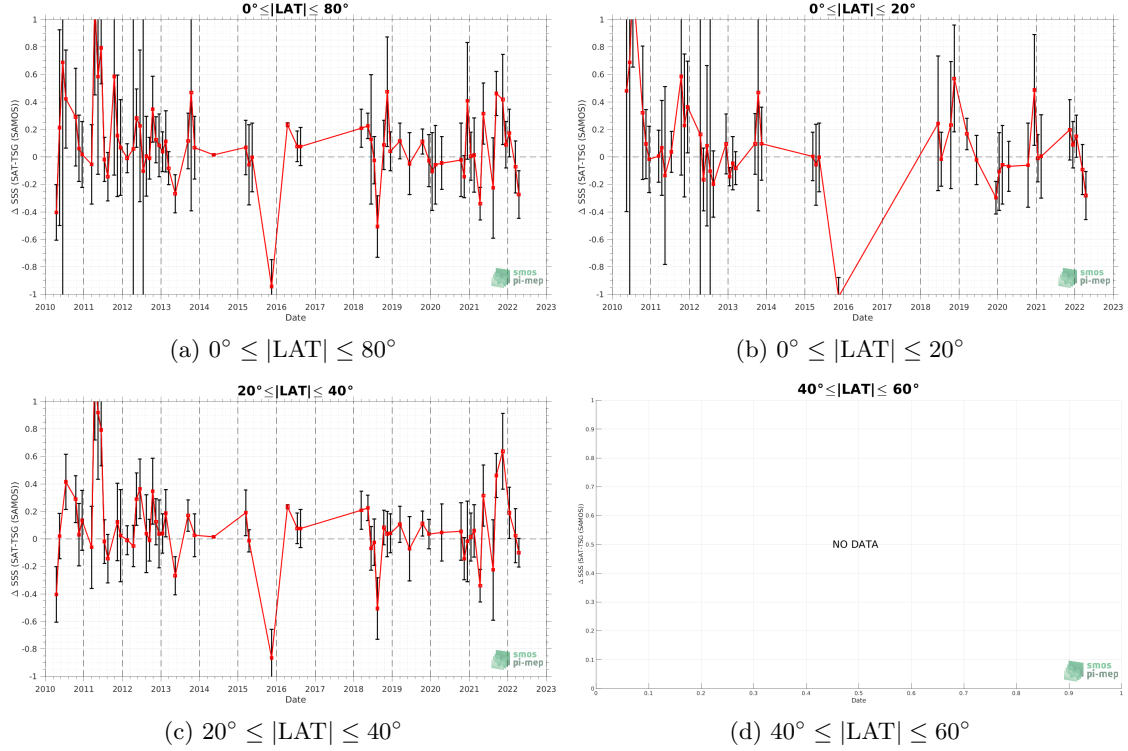 0°≤|LAT|≤ 80°
Δ SSS (SAT-TSG (SAMOS))
1
0.8
0.6
0.4
0.2
0
-0.2
-0.4
-0.6
-0.8
-1
2010 2011 2012 2013 2014 2015 2016 2017 2018 2019 2020 2021 2022 2023
Date
smos
pi-mep
(a) 0° ≤ |LAT| ≤ 80°
0°≤|LAT|≤ 20°
Δ SSS (SAT-TSG (SAMOS))
1
0.8
0.6
0.4
0.2
0
-0.2
-0.4
-0.6
-0.8
-1
2010 2011 2012 2013 2014 2015 2016 2017 2018 2019 2020 2021 2022 2023
Date
smos
pi-mep
(b) 0° ≤ |LAT| ≤ 20°
20°≤|LAT|≤ 40°
Δ SSS (SAT-TSG (SAMOS))
1
0.8
0.6
0.4
0.2
0
-0.2
-0.4
-0.6
-0.8
-1
2010 2011 2012 2013 2014 2015 2016 2017 2018 2019 2020 2021 2022 2023
Date
smos
pi-mep
(c) 20° ≤ |LAT| ≤ 40°
40°≤|LAT|≤ 60°
Δ SSS (SAT-TSG (SAMOS))
1
0.9
0.8
0.7
0.6
0.5
0.4
0.3
0.2
0.1
0
NO DATA
0 0.1 0.2 0.3 0.4 0.5 0.6 0.7 0.8 0.9 1
Date
smos
pi-mep
(d) 40° ≤ |LAT| ≤ 60°